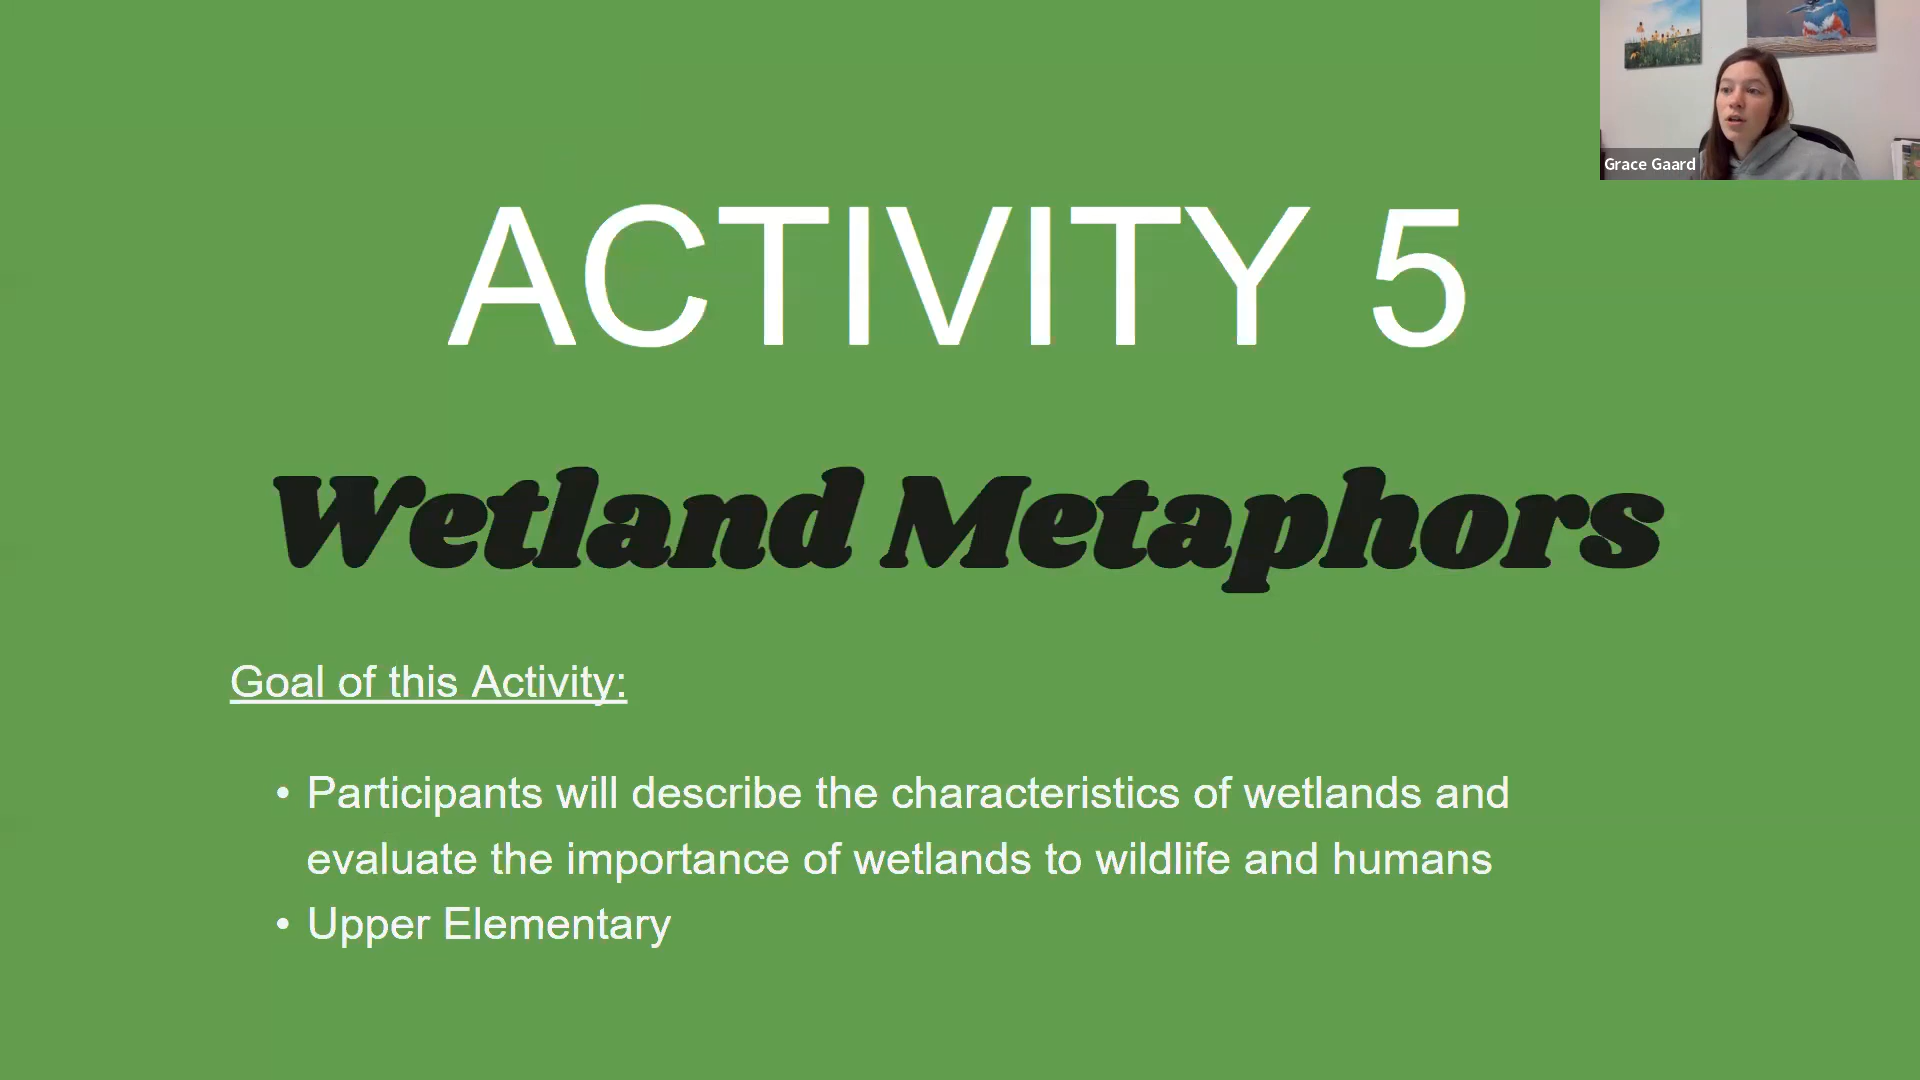 Grace Gaard
ACTIVITY 5
Wetland Metaphors
Goal of this Activity:
• Participants will describe the characteristics of wetlands and
evaluate the importance of wetlands to wildlife and humans
• Upper Elementary